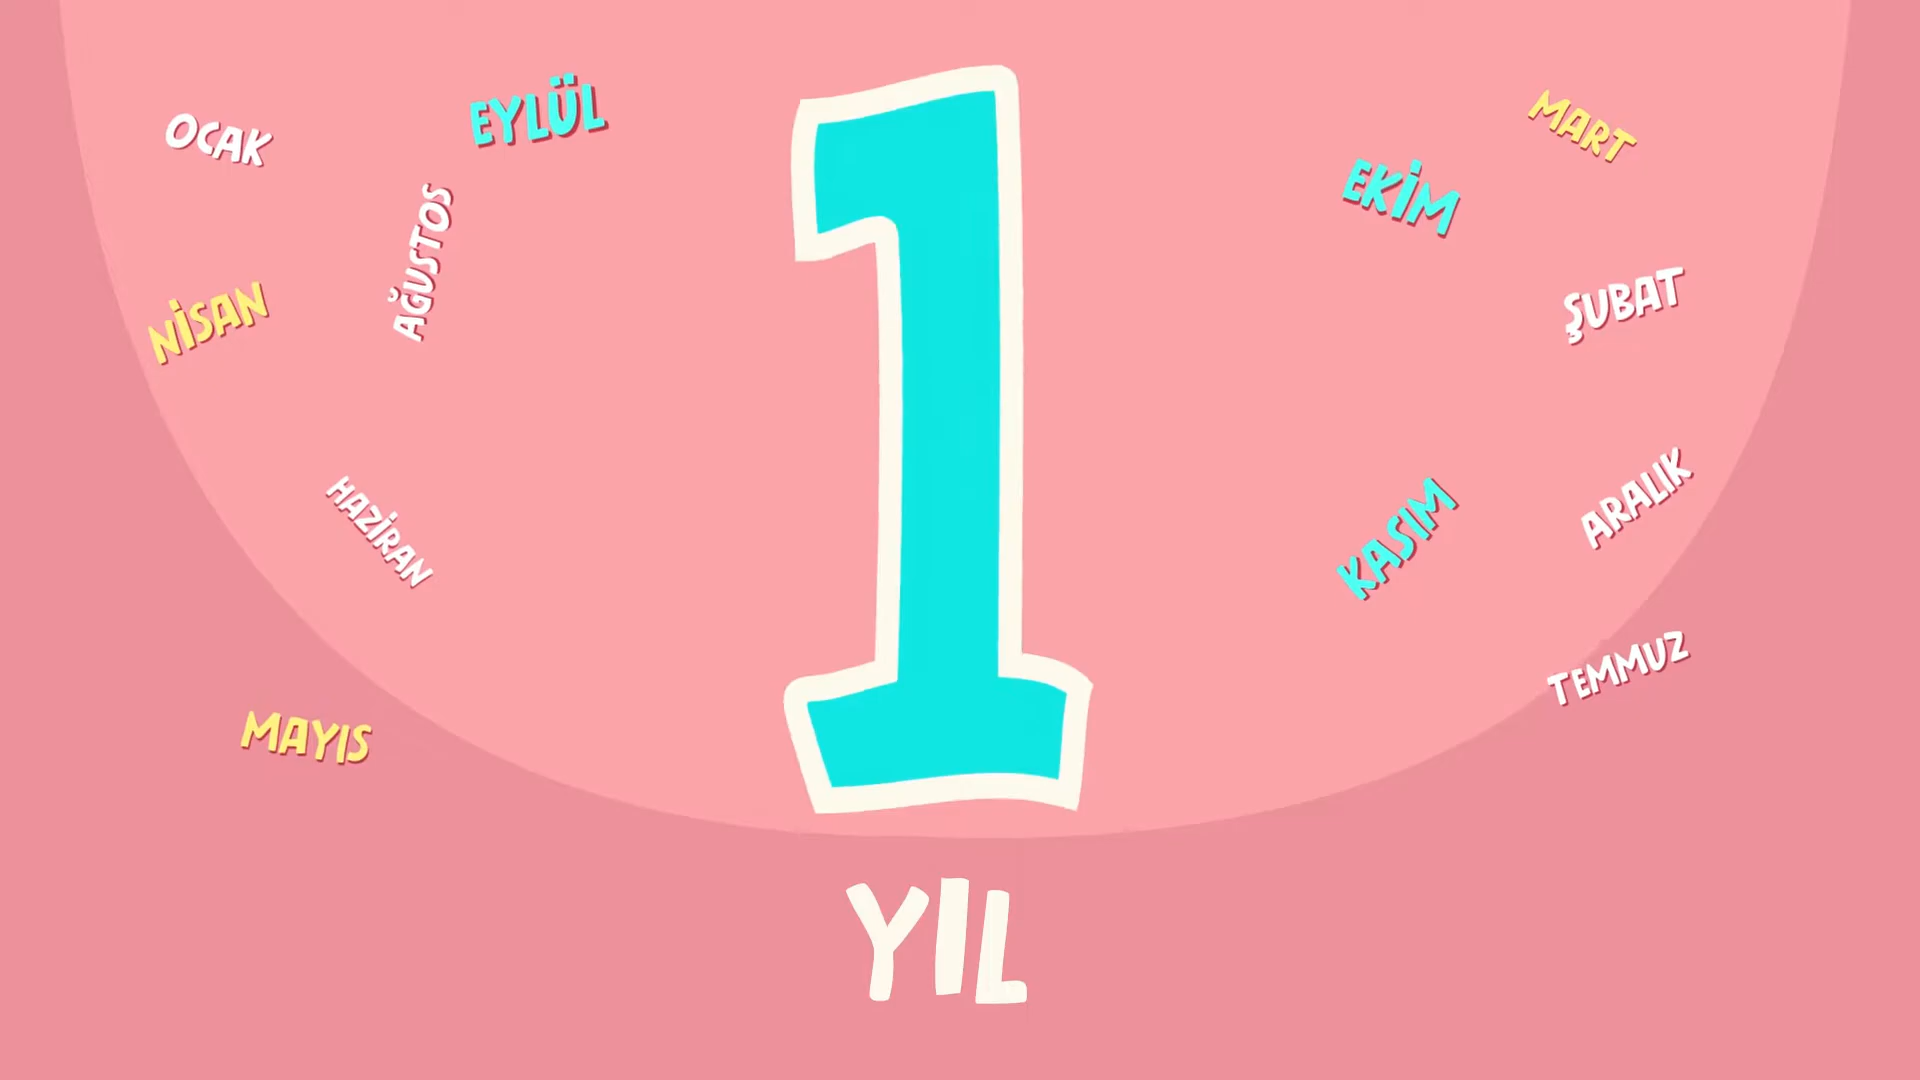 OCAK
EYLÜL
AĞUSTOS
NİSAN
HAZİRAN
MAYIS
1
YIL
MART
EKİM
ŞUBAT
KASIM
ARALIK
TEMMUZ